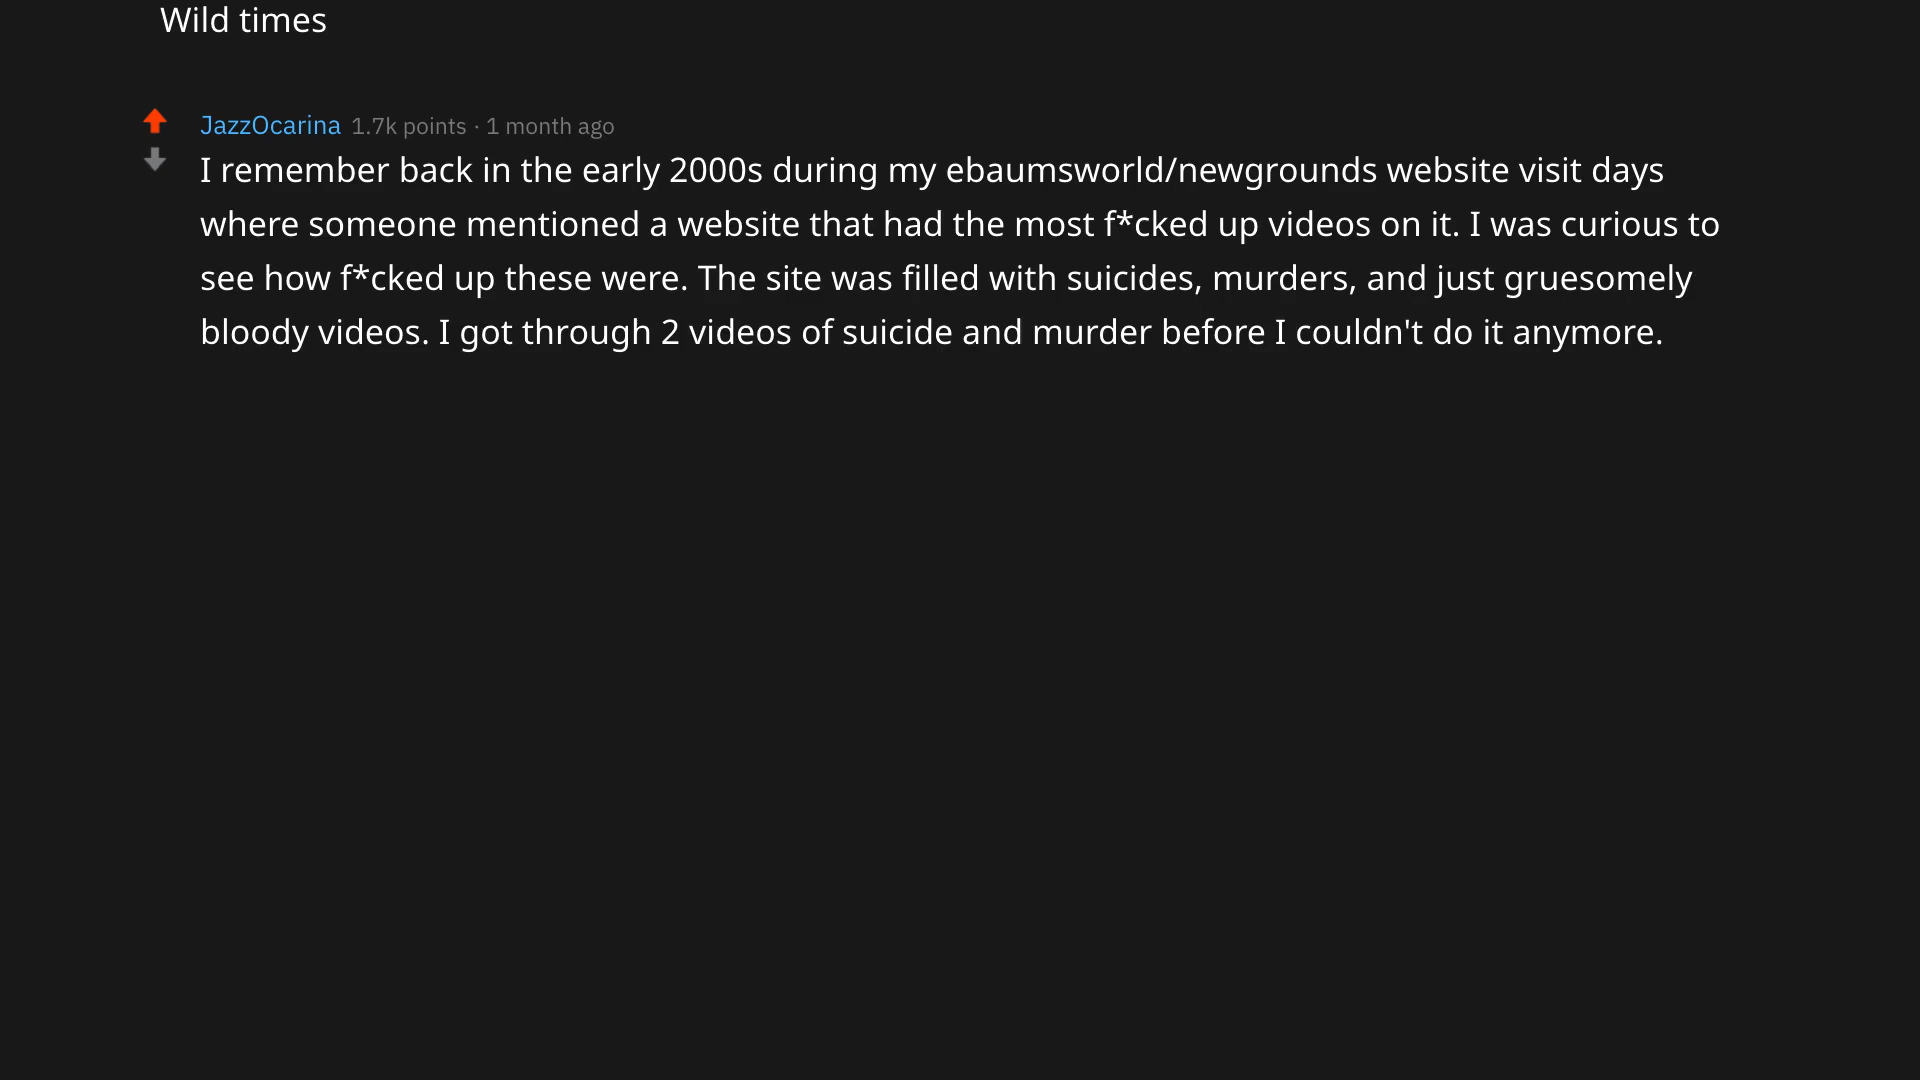 Wild times
JazzOcarina 1.7k points · 1 month ago
I remember back in the early 2000s during my ebaumsworld/newgrounds website visit days
where someone mentioned a website that had the most f*cked up videos on it. I was curious to
see how f*cked up these were. The site was filled with suicides, murders, and just gruesomely
bloody videos. I got through 2 videos of suicide and murder before I couldn't do it anymore.